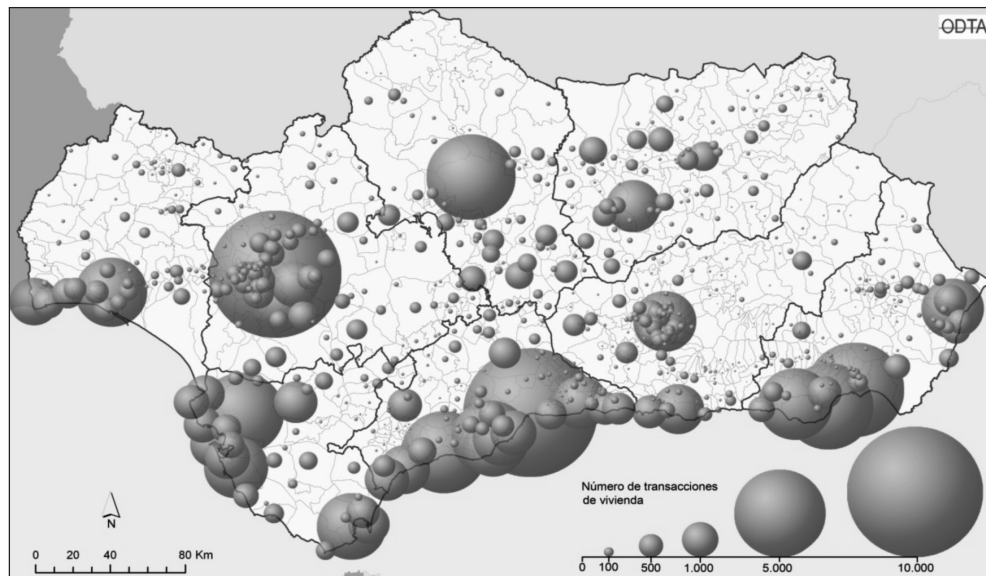 ODTA
Número de transacciones
de vivienda
N
0 20 40 80 Km
0 100 500 1.000 5.000 10.000